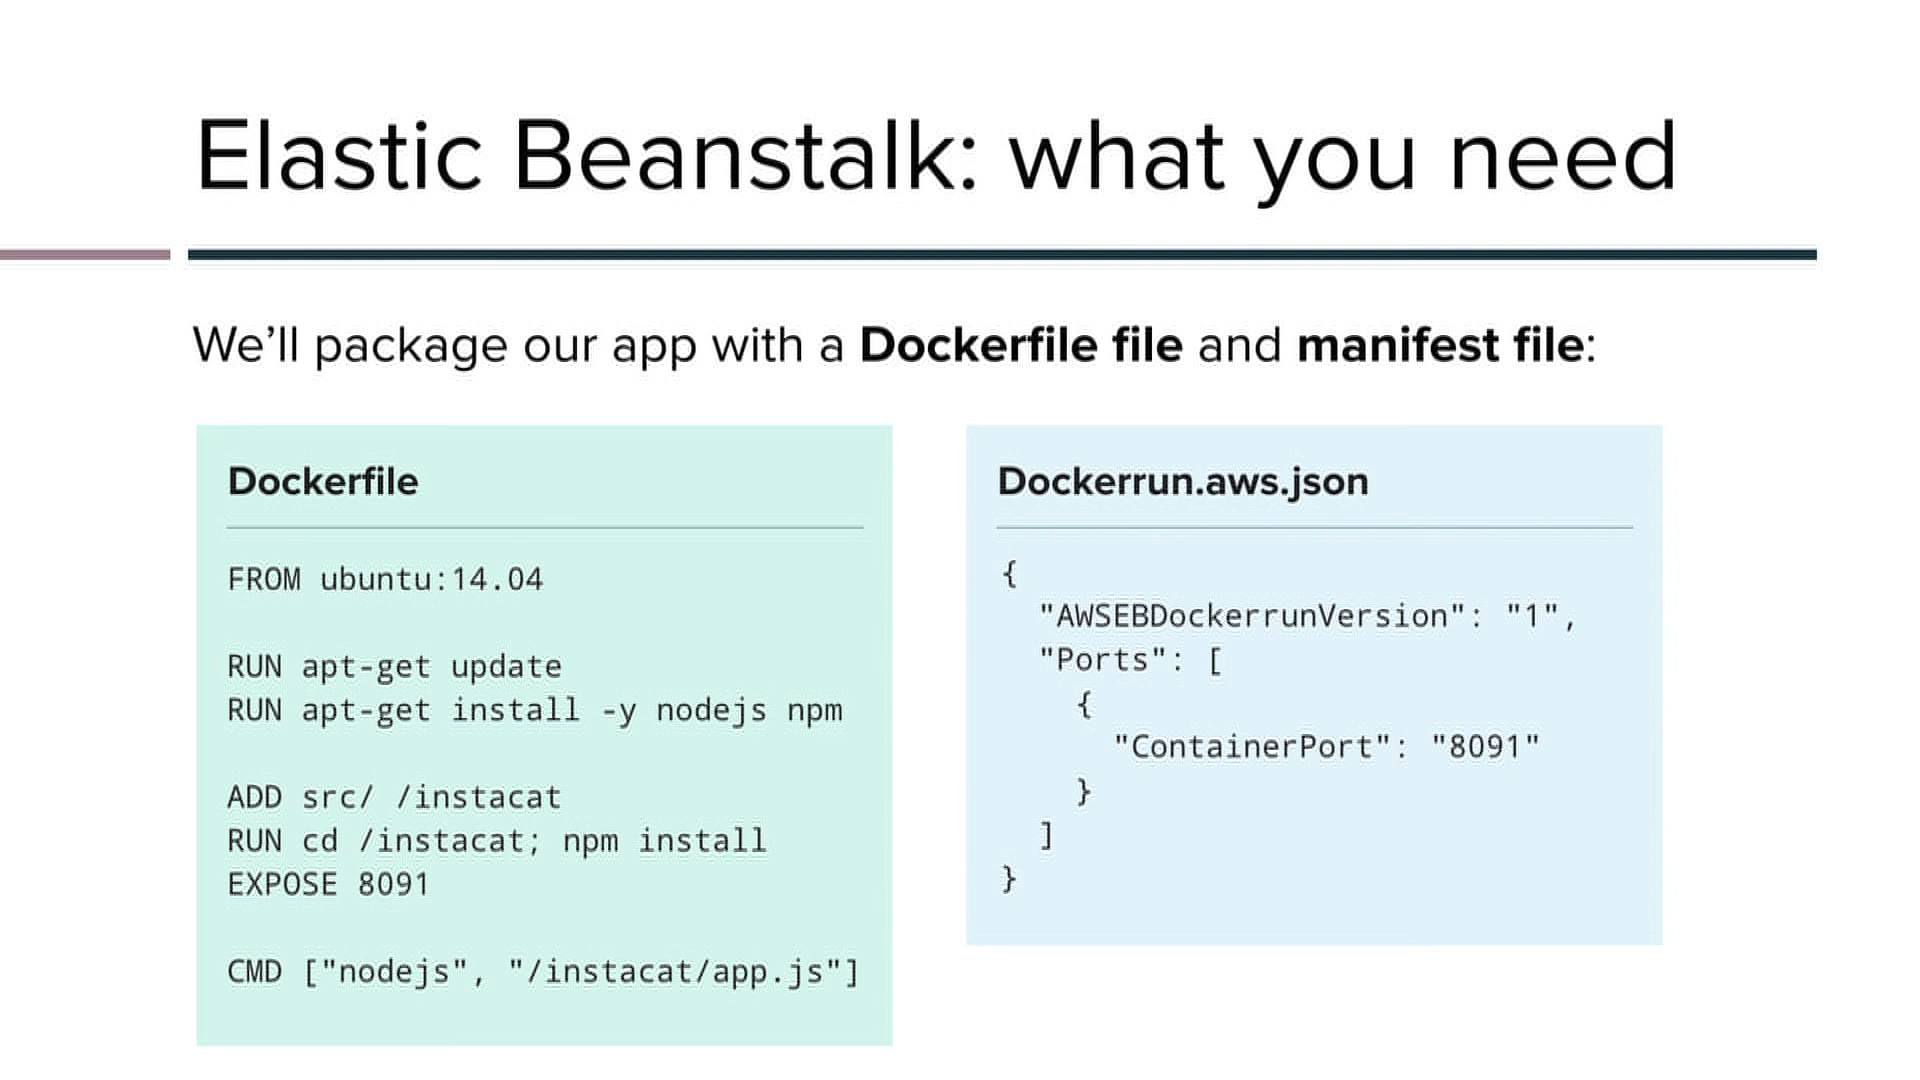 Elastic Beanstalk: what you need
We’ll package our app with a Dockerfile file and manifest file:
Dockerfile
FROM ubuntu:14.04
RUN apt-get update
RUN apt-get install -y nodejs npm
ADD src/ /instacat
RUN cd /instacat; npm install
EXPOSE 8091
CMD ["nodejs", "/instacat/app.js"]
Dockerrun.aws.json
{
"AWSEBDockerrunVersion": "1",
"Ports": [
{
"ContainerPort": "8091"
}
]
}